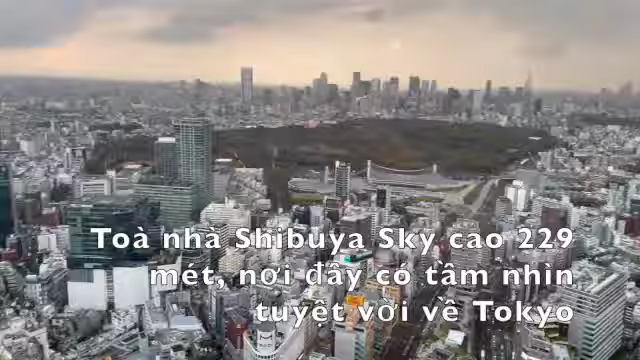 Toà nhà Shibuya Sky cao 229
mét, nơi đây có tầm nhìn
tuyệt vời về Tokyo